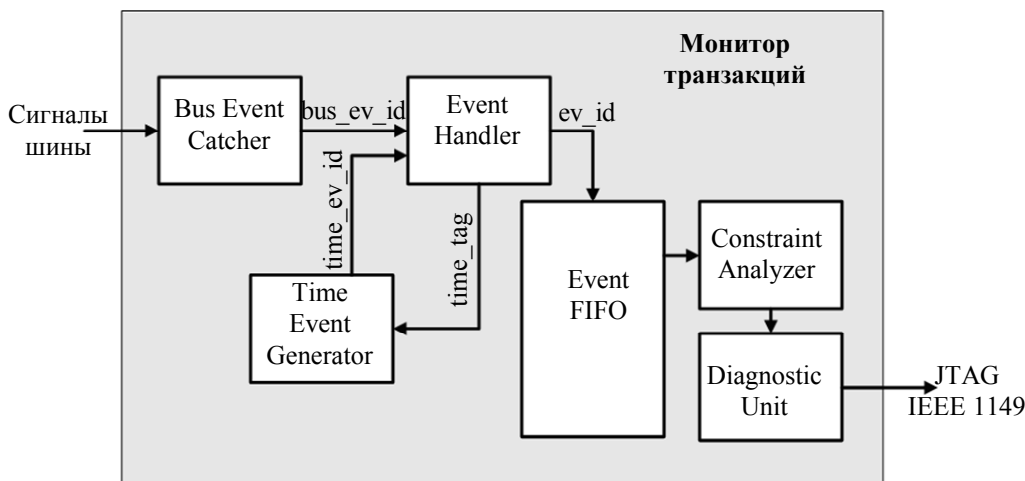 Монитор
транзакций
Сигналы
шины
Bus Event
Catcher
bus_ev_id
Event
Handler
ev_id
time_ev_id
time_tag
Time
Event
Generator
Event
FIFO
Constraint
Analyzer
Diagnostic
Unit
JTAG
IEEE 1149